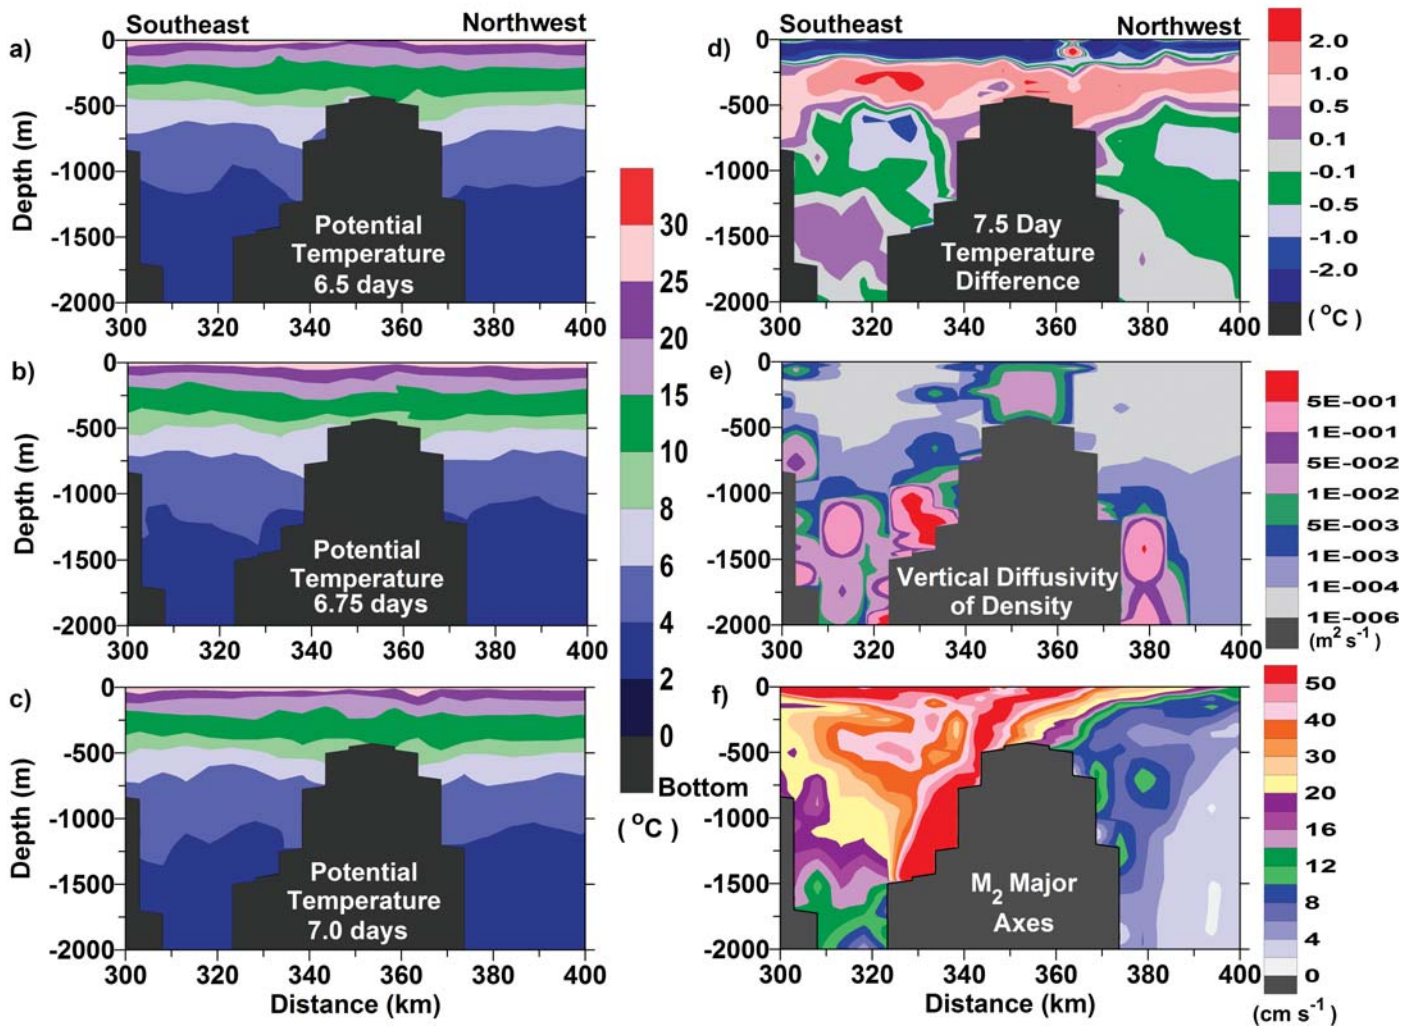 Southeast Northwest
a)
0
-500
-1000
-1500
-2000
Depth (m)
Potential
Temperature
6.5 days
300 320 340 360 380 400
b)
0
-500
-1000
-1500
-2000
Depth (m)
Potential
Temperature
6.75 days
300 320 340 360 380 400
c)
0
-500
-1000
-1500
-2000
Depth (m)
Potential
Temperature
7.0 days
300 320 340 360 380 400
Distance (km)
30
25
20
15
10
8
6
4
2
0
Bottom
( °C )
Southeast Northwest
d)
0
-500
-1000
-1500
-2000
Depth (m)
7.5 Day
Temperature
Difference
300 320 340 360 380 400
2.0
1.0
0.5
0.1
-0.1
-0.5
-1.0
-2.0
( °C )
e)
0
-500
-1000
-1500
-2000
Vertical Diffusivity
of Density
300 320 340 360 380 400
5E-001
1E-001
5E-002
1E-002
5E-003
1E-003
1E-004
1E-006
(m² s⁻¹)
f)
0
-500
-1000
-1500
-2000
M₂ Major
Axes
300 320 340 360 380 400
Distance (km)
50
40
30
20
16
12
8
4
0
(cm s⁻¹)